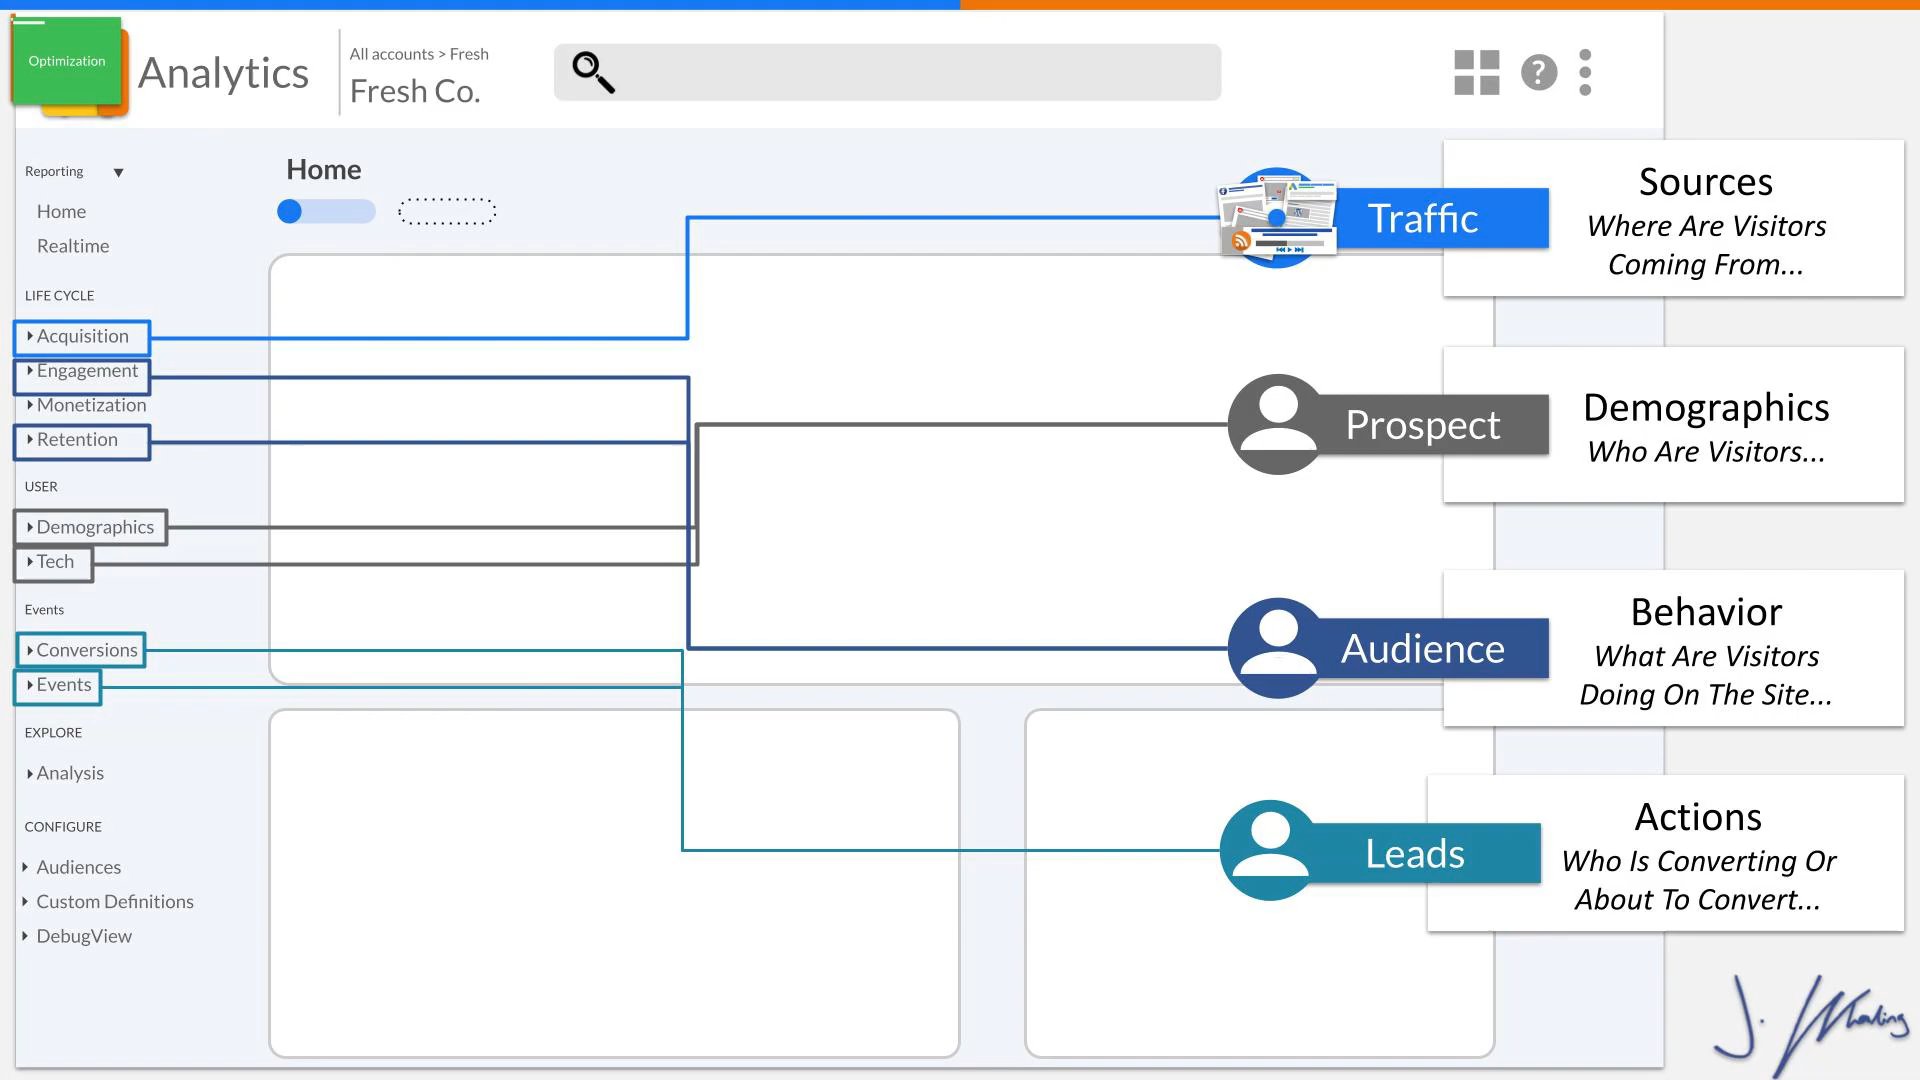 Optimization
Analytics
All accounts > Fresh
Fresh Co.
?
Reporting
Home
Realtime
LIFE CYCLE
Acquisition
Engagement
Monetization
Retention
USER
Demographics
Tech
Events
Conversions
Events
EXPLORE
Analysis
CONFIGURE
Audiences
Custom Definitions
DebugView
Home
Traffic
Sources
Where Are Visitors
Coming From...
Prospect
Demographics
Who Are Visitors...
Audience
Behavior
What Are Visitors
Doing On The Site...
Leads
Actions
Who Is Converting Or
About To Convert...